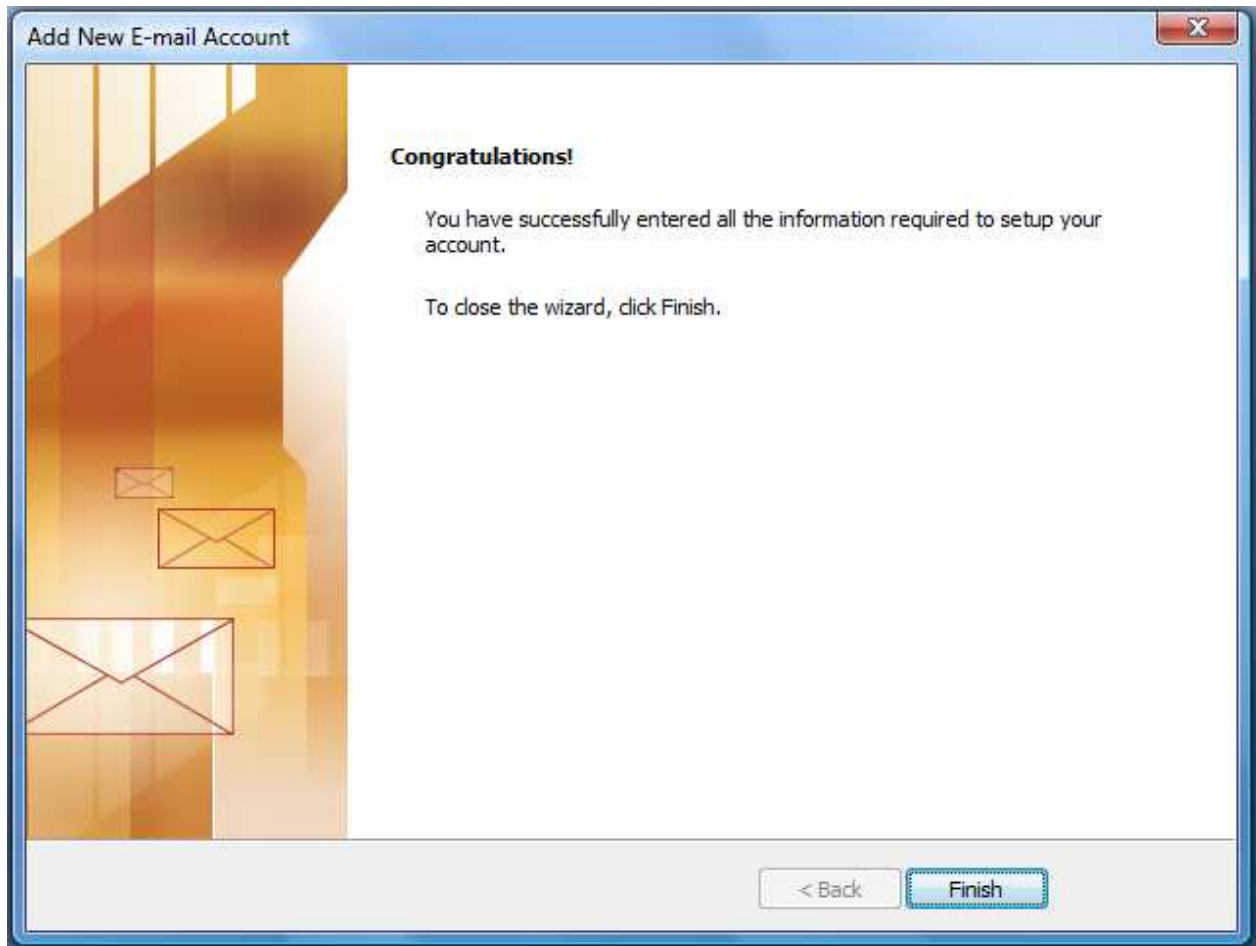 Add New E-mail Account
X
Congratulations!
You have successfully entered all the information required to setup your
account.
To close the wizard, click Finish.
< Back
Finish